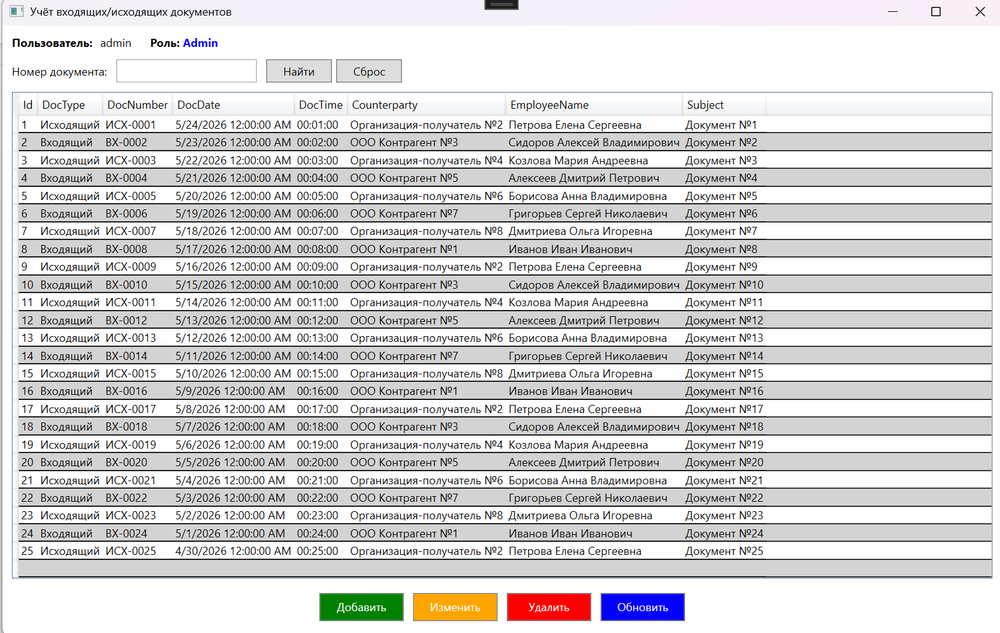 Учёт входящих/исходящих документов
Пользователь: admin Роль: Admin
Номер документа: Найти Сброс
Id DocType DocNumber DocDate DocTime Counterparty EmployeeName Subject
1 Исходящий ИСХ-0001 5/24/2026 12:00:00 AM 00:01:00 Организация-получатель №2 Петрова Елена Сергеевна Документ №1
2 Входящий ВХ-0002 5/23/2026 12:00:00 AM 00:02:00 ООО Контрагент №3 Сидоров Алексей Владимирович Документ №2
3 Исходящий ИСХ-0003 5/22/2026 12:00:00 AM 00:03:00 Организация-получатель №4 Козлова Мария Андреевна Документ №3
4 Входящий ВХ-0004 5/21/2026 12:00:00 AM 00:04:00 ООО Контрагент №5 Алексеев Дмитрий Петрович Документ №4
5 Исходящий ИСХ-0005 5/20/2026 12:00:00 AM 00:05:00 Организация-получатель №6 Борисова Анна Владимировна Документ №5
6 Входящий ВХ-0006 5/19/2026 12:00:00 AM 00:06:00 ООО Контрагент №7 Григорьев Сергей Николаевич Документ №6
7 Исходящий ИСХ-0007 5/18/2026 12:00:00 AM 00:07:00 Организация-получатель №8 Дмитриева Ольга Игоревна Документ №7
8 Входящий ВХ-0008 5/17/2026 12:00:00 AM 00:08:00 ООО Контрагент №1 Иванов Иван Иванович Документ №8
9 Исходящий ИСХ-0009 5/16/2026 12:00:00 AM 00:09:00 Организация-получатель №2 Петрова Елена Сергеевна Документ №9
10 Входящий ВХ-0010 5/15/2026 12:00:00 AM 00:10:00 ООО Контрагент №3 Сидоров Алексей Владимирович Документ №10
11 Исходящий ИСХ-0011 5/14/2026 12:00:00 AM 00:11:00 Организация-получатель №4 Козлова Мария Андреевна Документ №11
12 Входящий ВХ-0012 5/13/2026 12:00:00 AM 00:12:00 ООО Контрагент №5 Алексеев Дмитрий Петрович Документ №12
13 Исходящий ИСХ-0013 5/12/2026 12:00:00 AM 00:13:00 Организация-получатель №6 Борисова Анна Владимировна Документ №13
14 Входящий ВХ-0014 5/11/2026 12:00:00 AM 00:14:00 ООО Контрагент №7 Григорьев Сергей Николаевич Документ №14
15 Исходящий ИСХ-0015 5/10/2026 12:00:00 AM 00:15:00 Организация-получатель №8 Дмитриева Ольга Игоревна Документ №15
16 Входящий ВХ-0016 5/9/2026 12:00:00 AM 00:16:00 ООО Контрагент №1 Иванов Иван Иванович Документ №16
17 Исходящий ИСХ-0017 5/8/2026 12:00:00 AM 00:17:00 Организация-получатель №2 Петрова Елена Сергеевна Документ №17
18 Входящий ВХ-0018 5/7/2026 12:00:00 AM 00:18:00 ООО Контрагент №3 Сидоров Алексей Владимирович Документ №18
19 Исходящий ИСХ-0019 5/6/2026 12:00:00 AM 00:19:00 Организация-получатель №4 Козлова Мария Андреевна Документ №19
20 Входящий ВХ-0020 5/5/2026 12:00:00 AM 00:20:00 ООО Контрагент №5 Алексеев Дмитрий Петрович Документ №20
21 Исходящий ИСХ-0021 5/4/2026 12:00:00 AM 00:21:00 Организация-получатель №6 Борисова Анна Владимировна Документ №21
22 Входящий ВХ-0022 5/3/2026 12:00:00 AM 00:22:00 ООО Контрагент №7 Григорьев Сергей Николаевич Документ №22
23 Исходящий ИСХ-0023 5/2/2026 12:00:00 AM 00:23:00 Организация-получатель №8 Дмитриева Ольга Игоревна Документ №23
24 Входящий ВХ-0024 5/1/2026 12:00:00 AM 00:24:00 ООО Контрагент №1 Иванов Иван Иванович Документ №24
25 Исходящий ИСХ-0025 4/30/2026 12:00:00 AM 00:25:00 Организация-получатель №2 Петрова Елена Сергеевна Документ №25
Добавить Изменить Удалить Обновить